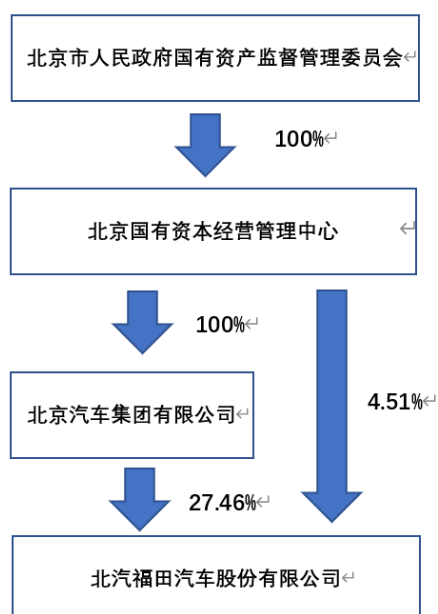 北京市人民政府国有资产监督管理委员会
100%
北京国有资本经营管理中心
100%
4.51%
北京汽车集团有限公司
27.46%
北汽福田汽车股份有限公司